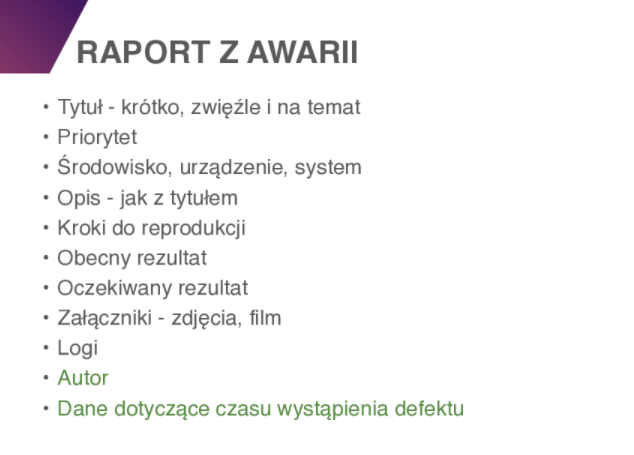 RAPORT Z AWARII
• Tytuł - krótko, zwięźle i na temat
• Priorytet
• Środowisko, urządzenie, system
• Opis - jak z tytułem
• Kroki do reprodukcji
• Obecny rezultat
• Oczekiwany rezultat
• Załączniki - zdjęcia, film
• Logi
• Autor
• Dane dotyczące czasu wystąpienia defektu